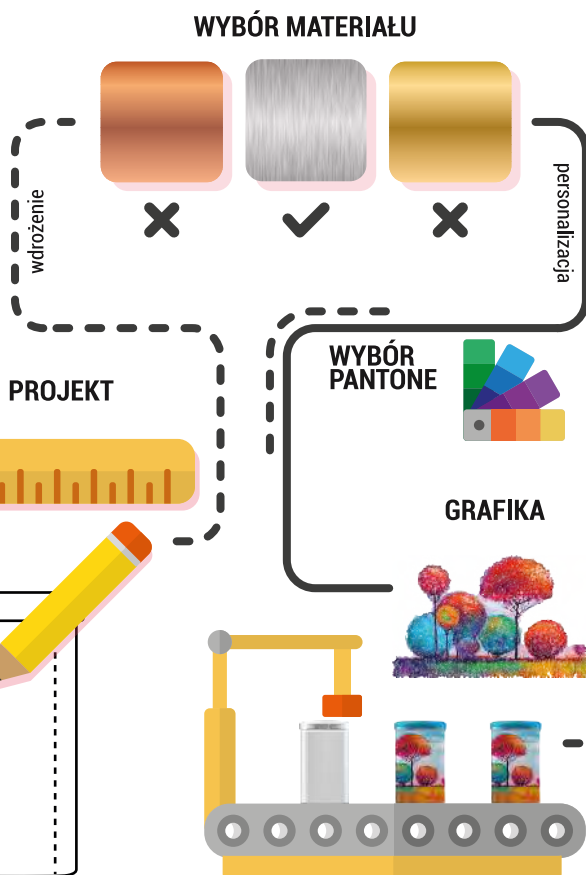 WYBÓR MATERIAŁU
wdrożenie
personalizacja
WYBÓR
PANTONE
PROJEKT
GRAFIKA